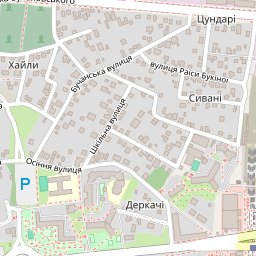 Цундарі
Хайли
Бучанська вулиця
вулиця Раїси Букіної
Сивані
Шкільна вулиця
Осіння вулиця
P
Деркачі